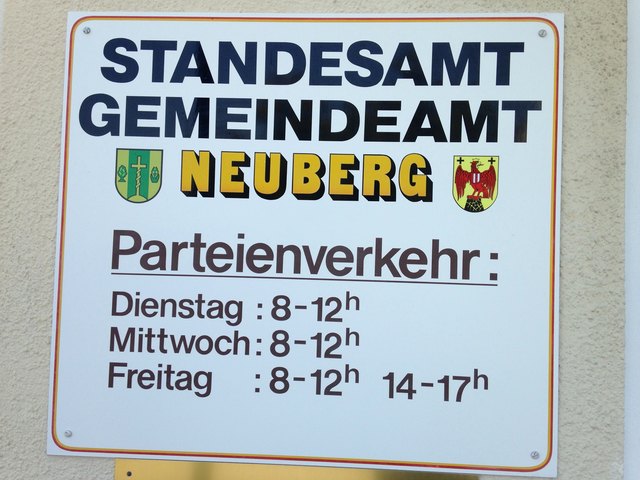 STANDESAMT
GEMEINDEAMT
NEUBERG
Parteienverkehr:
Dienstag : 8-12h
Mittwoch : 8-12h
Freitag : 8-12h 14-17h